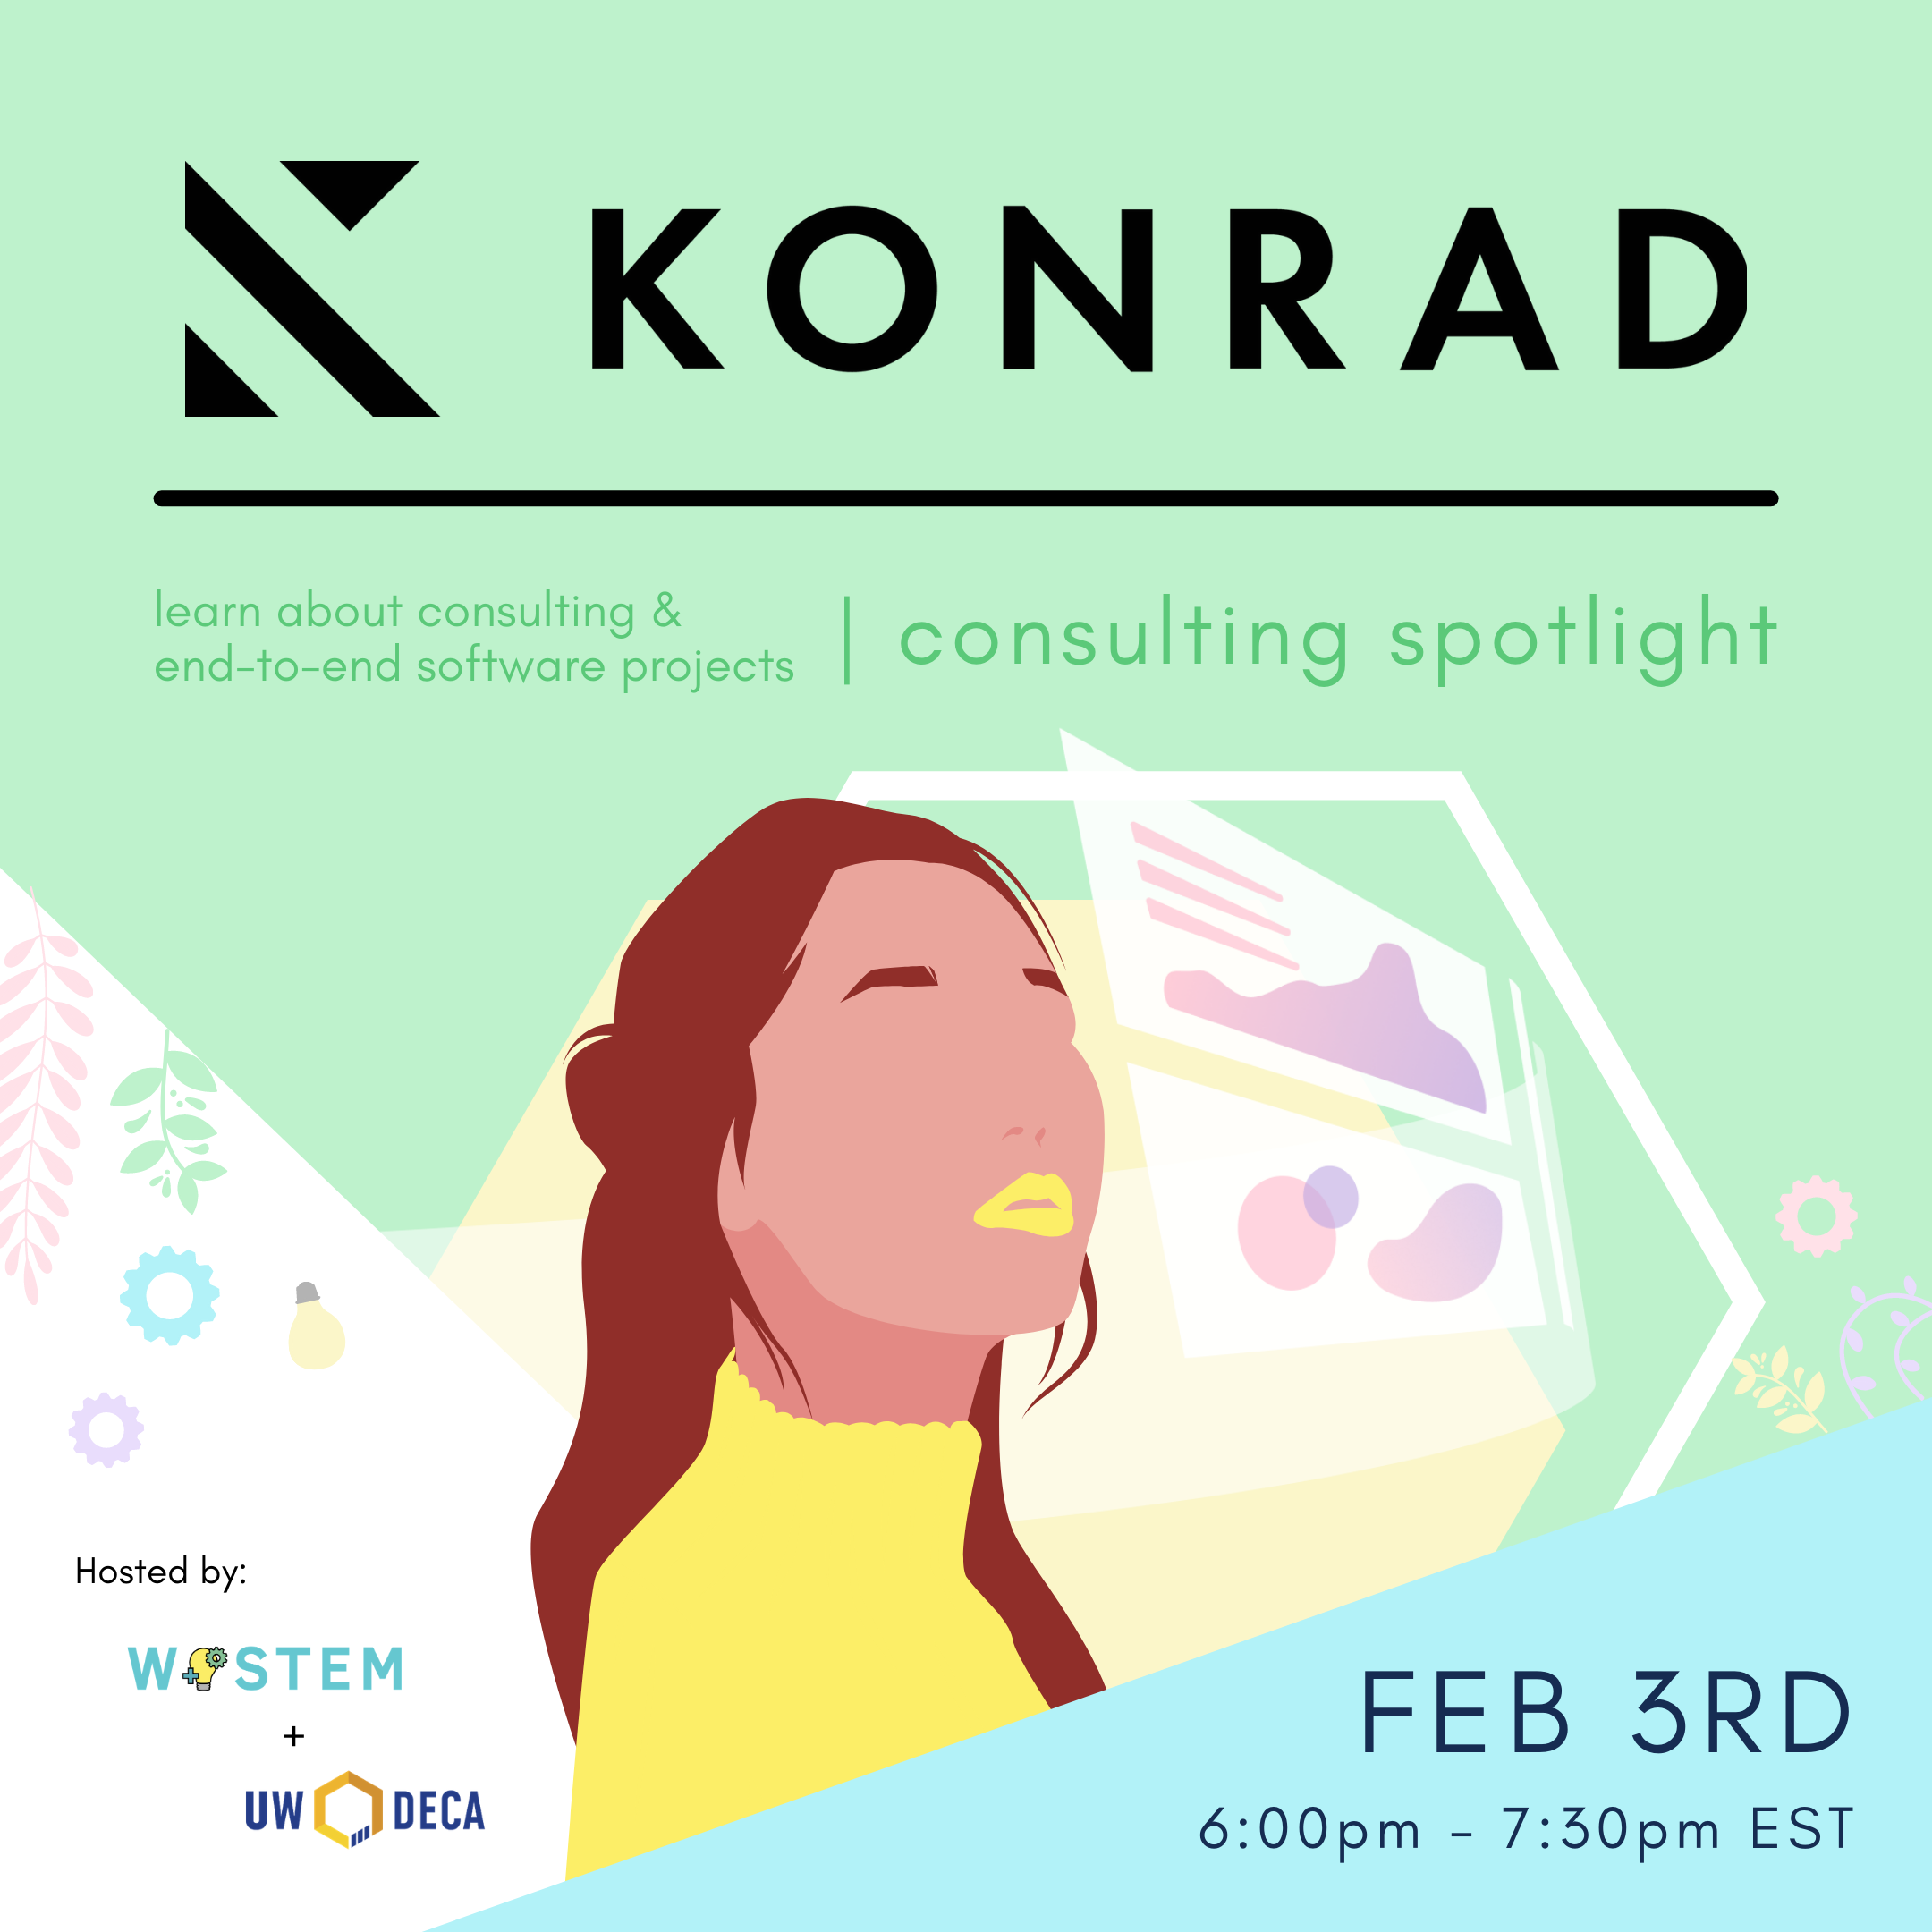 KONRAD
learn about consulting &
end-to-end software projects
consulting spotlight
Hosted by:
W STEM
+
UW DECA
FEB 3RD
6:00pm - 7:30pm EST